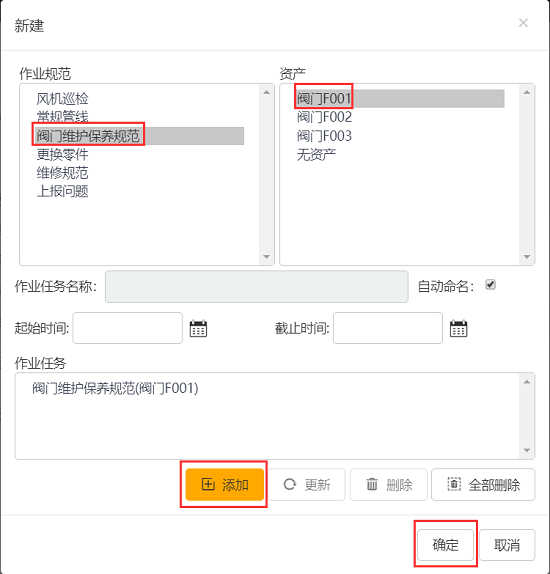 新建
×
作业规范
资产
风机巡检
常规管线
阀门维护保养规范
更换零件
维修规范
上报问题
阀门F001
阀门F002
阀门F003
无资产
作业任务名称：
自动命名：
起始时间:
截止时间:
作业任务
阀门维护保养规范(阀门F001)
添加
更新
删除
全部删除
确定
取消